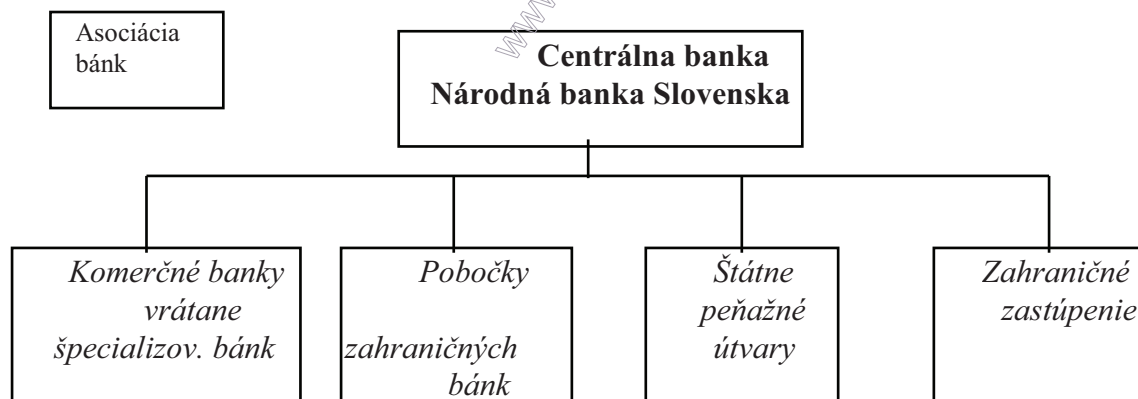 Asociácia
bánk
www
Centrálna banka
Národná banka Slovenska
Komerčné banky
vrátane
špecializov. bánk
Pobočky
zahraničných
bánk
Štátne
peňažné
útvary
Zahraničné
zastúpenie